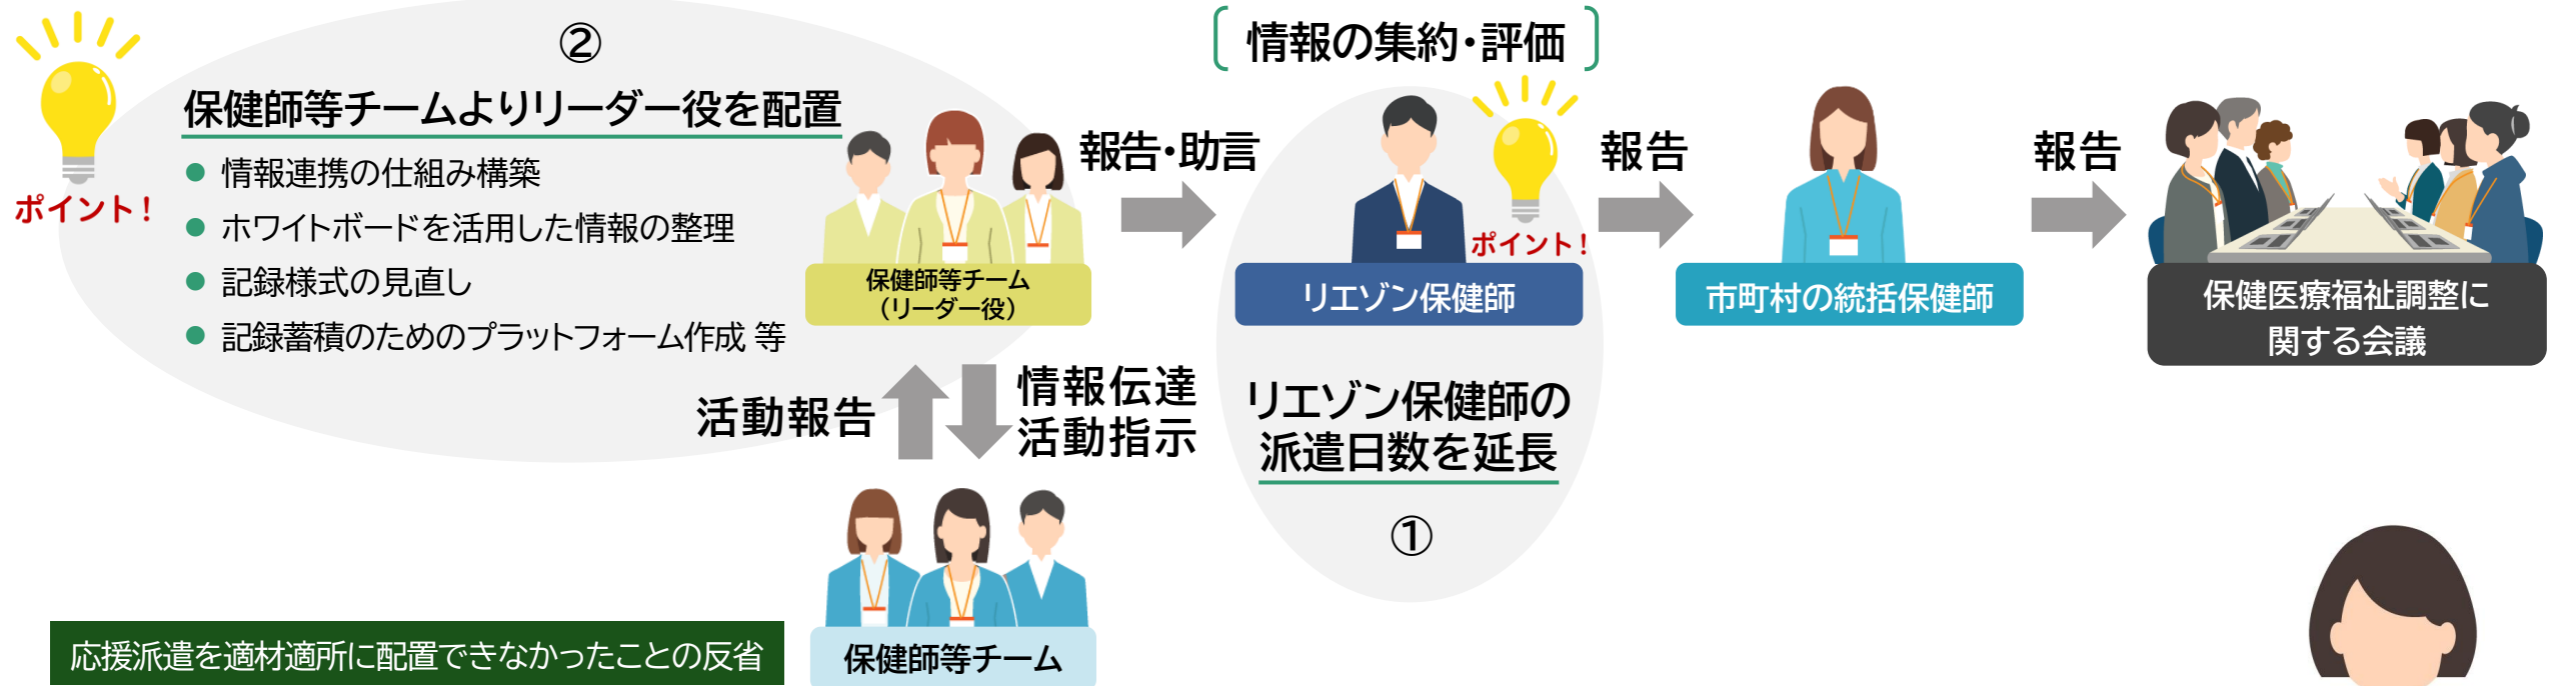 ②
保健師等チームよりリーダー役を配置
● 情報連携の仕組み構築
● ホワイトボードを活用した情報の整理
● 記録様式の見直し
● 記録蓄積のためのプラットフォーム作成 等
ポイント！
保健師等チーム
（リーダー役）
報告・助言
〔 情報の集約・評価 〕
ポイント！
リエゾン保健師
報告
市町村の統括保健師
報告
保健医療福祉調整に
関する会議
活動報告
情報伝達
活動指示
リエゾン保健師の
派遣日数を延長
①
保健師等チーム
応援派遣を適材適所に配置できなかったことの反省